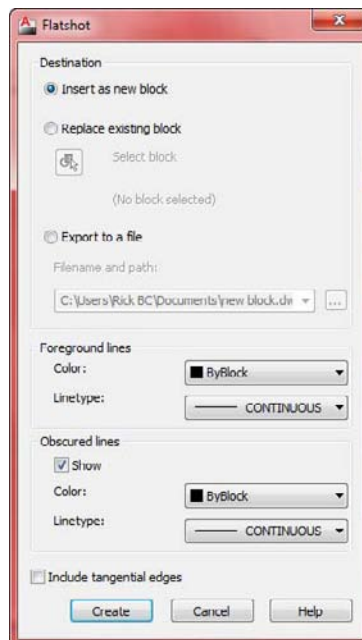 Flatshot
Destination
Insert as new block
Replace existing block
Select block
(No block selected)
Export to a file
Filename and path:
C:\Users\Rick BC\Documents\new block.dw
...
Foreground lines
Color:
ByBlock
Linetype:
CONTINUOUS
Obscured lines
Show
Color:
ByBlock
Linetype:
CONTINUOUS
Include tangential edges
Create Cancel Help